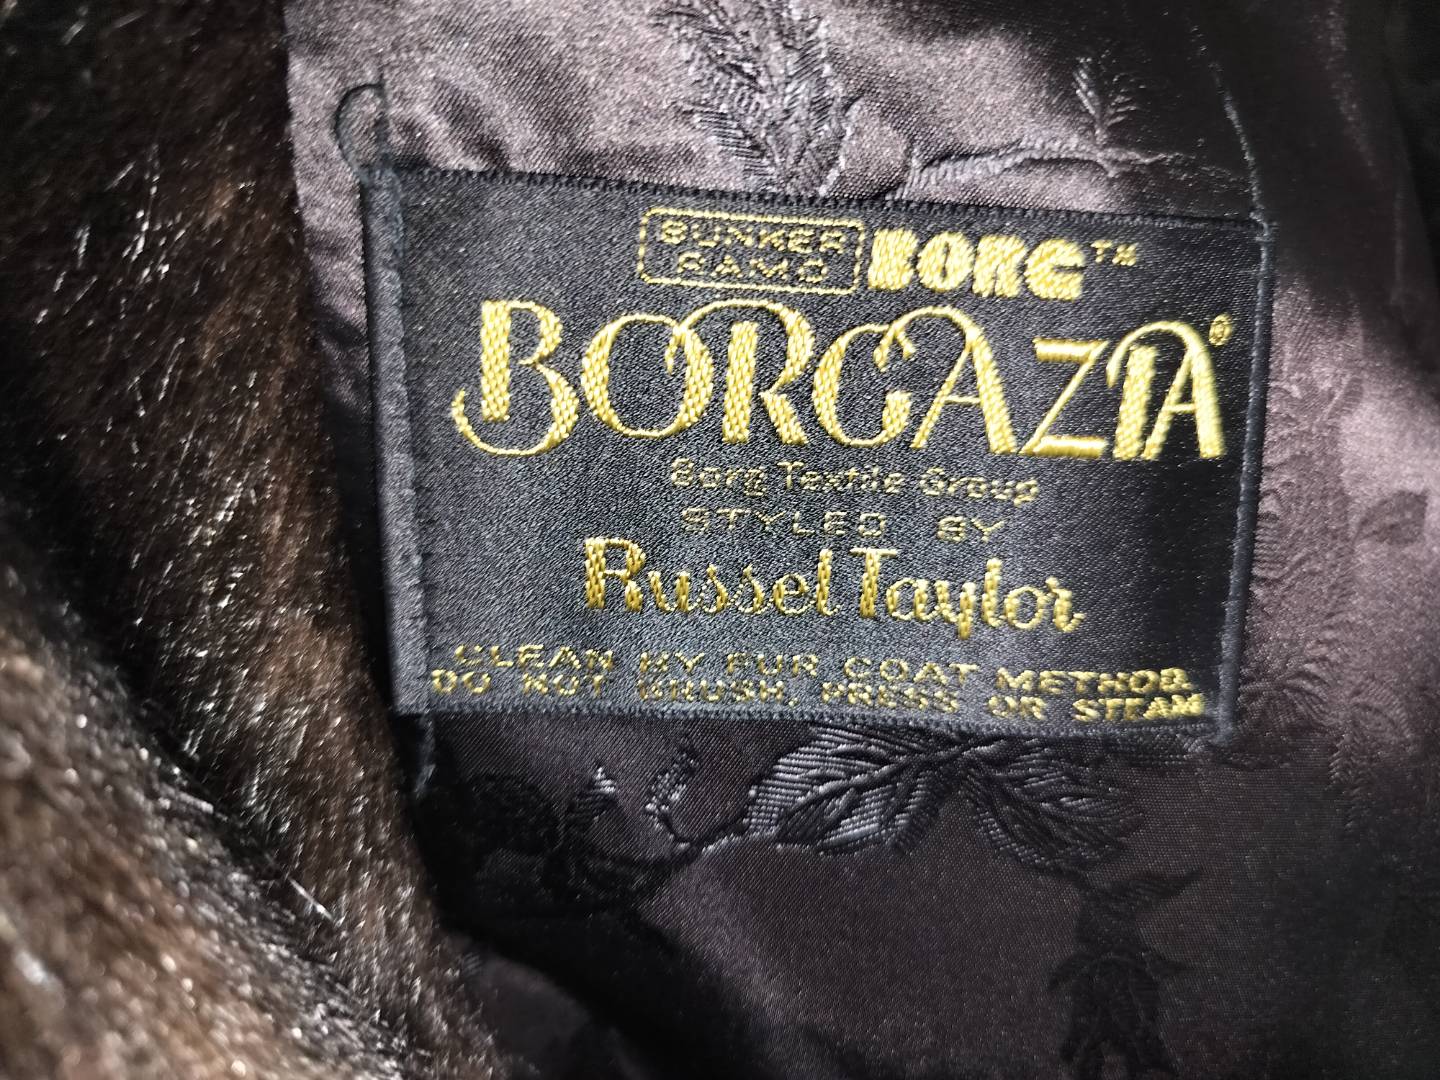 BUNKER
RAMO
BORG™
BORGAZIA®
Borg Textile Group
STYLED BY
Russel Taylor
CLEAN BY FUR COAT METHOD.
DO NOT BRUSH, PRESS OR STEAM